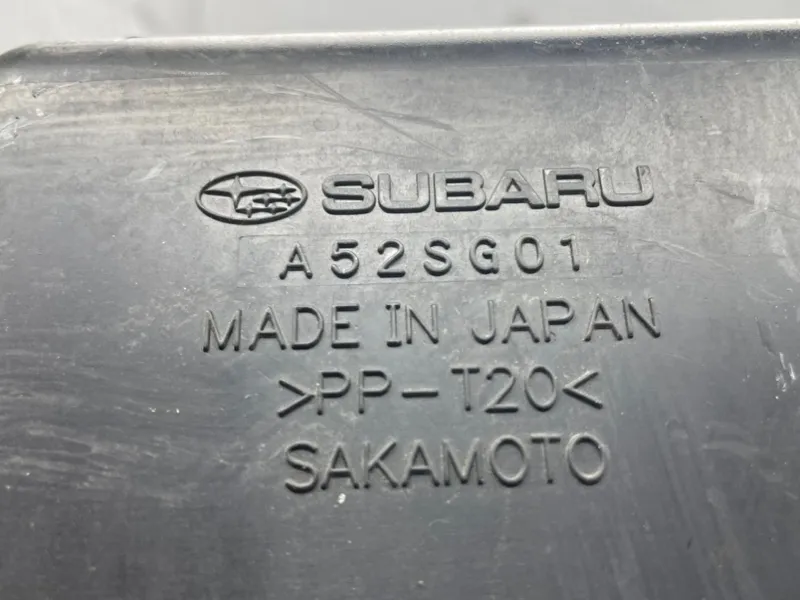 SUBARU
A52SG01
MADE IN JAPAN
>PP-T20<
SAKAMOTO